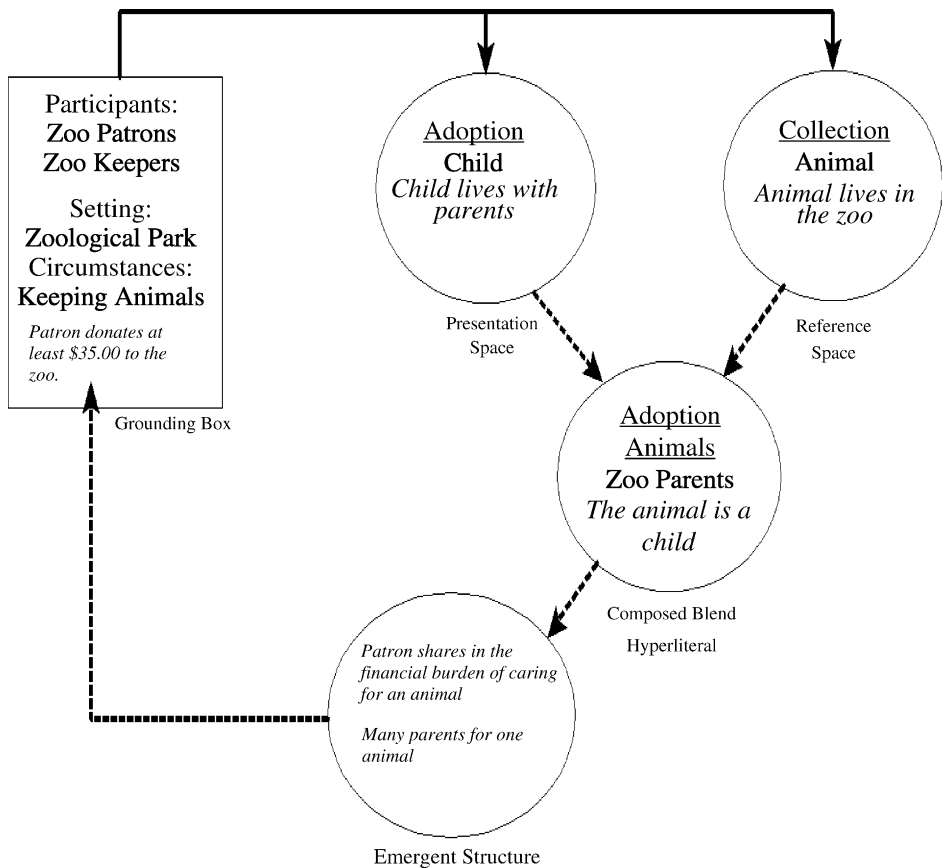 Participants:
Zoo Patrons
Zoo Keepers
Setting:
Zoological Park
Circumstances:
Keeping Animals
Patron donates at
least $35.00 to the
zoo.
Grounding Box
Adoption
Child
Child lives with
parents
Presentation
Space
Collection
Animal
Animal lives in
the zoo
Reference
Space
Adoption
Animals
Zoo Parents
The animal is a
child
Composed Blend
Hyperliteral
Patron shares in the
financial burden of caring
for an animal
Many parents for one
animal
Emergent Structure